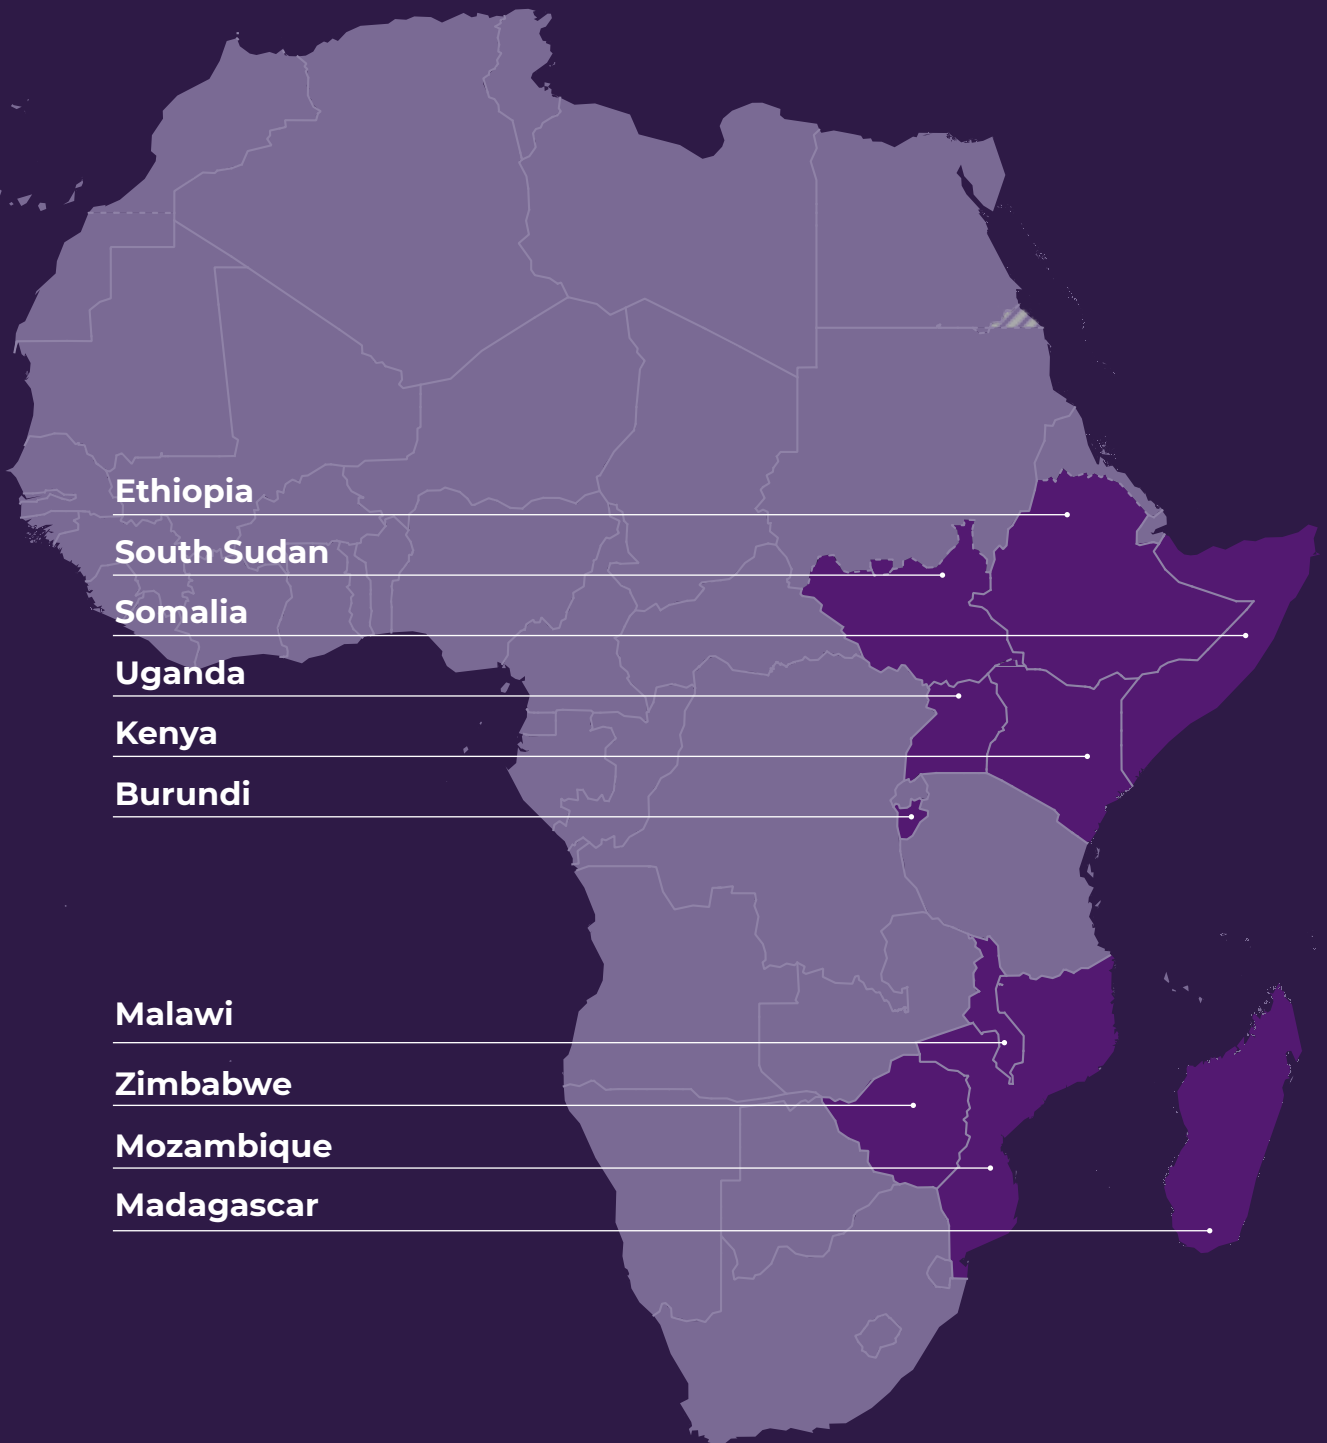 Ethiopia
South Sudan
Somalia
Uganda
Kenya
Burundi
Malawi
Zimbabwe
Mozambique
Madagascar